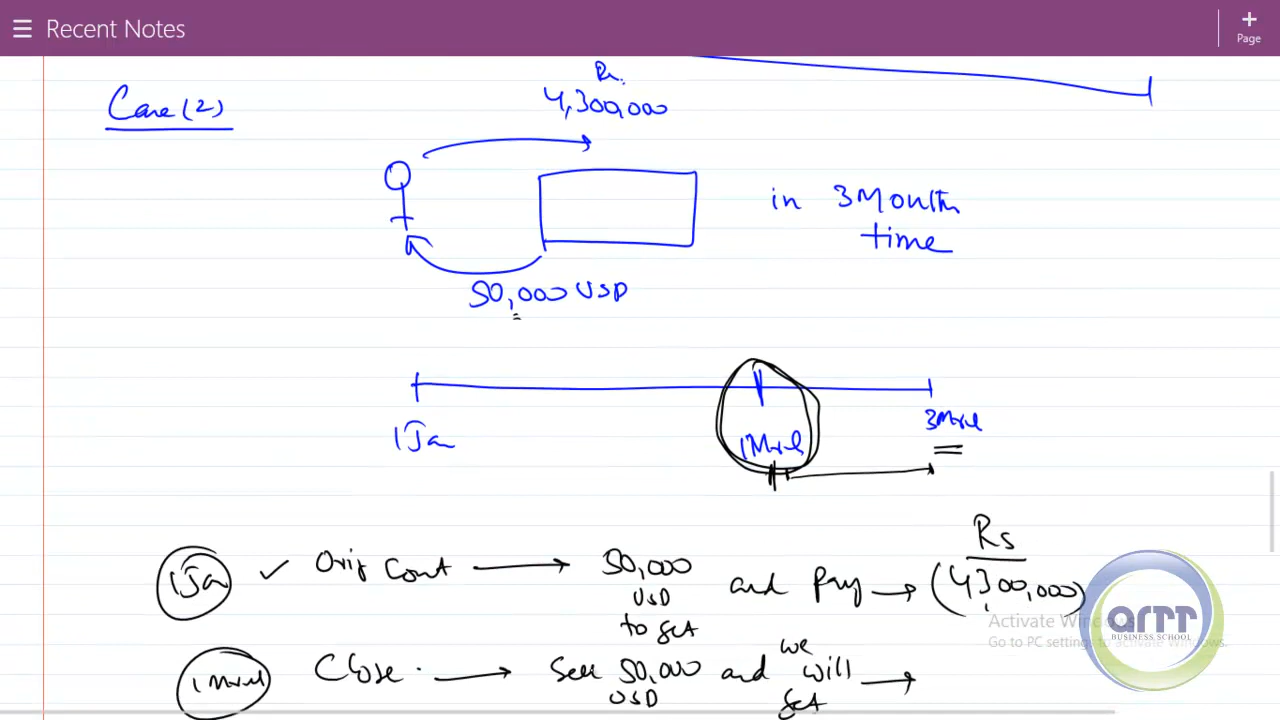 Recent Notes
+
Page
Case (2)
Rs.
4,300,000
in 3 Month
time
50,000 USD
1 Jan
1 Mrch
3 Mrch
Rs
1 Jan ✓ Orig Cont → 50,000 USD to get and Pay → (4,300,000)
1 Mrch Close → Sell 50,000 USD and we will get →
Activate Windows
Go to PC settings to activate Windows.
arTT
BUSINESS SCHOOL